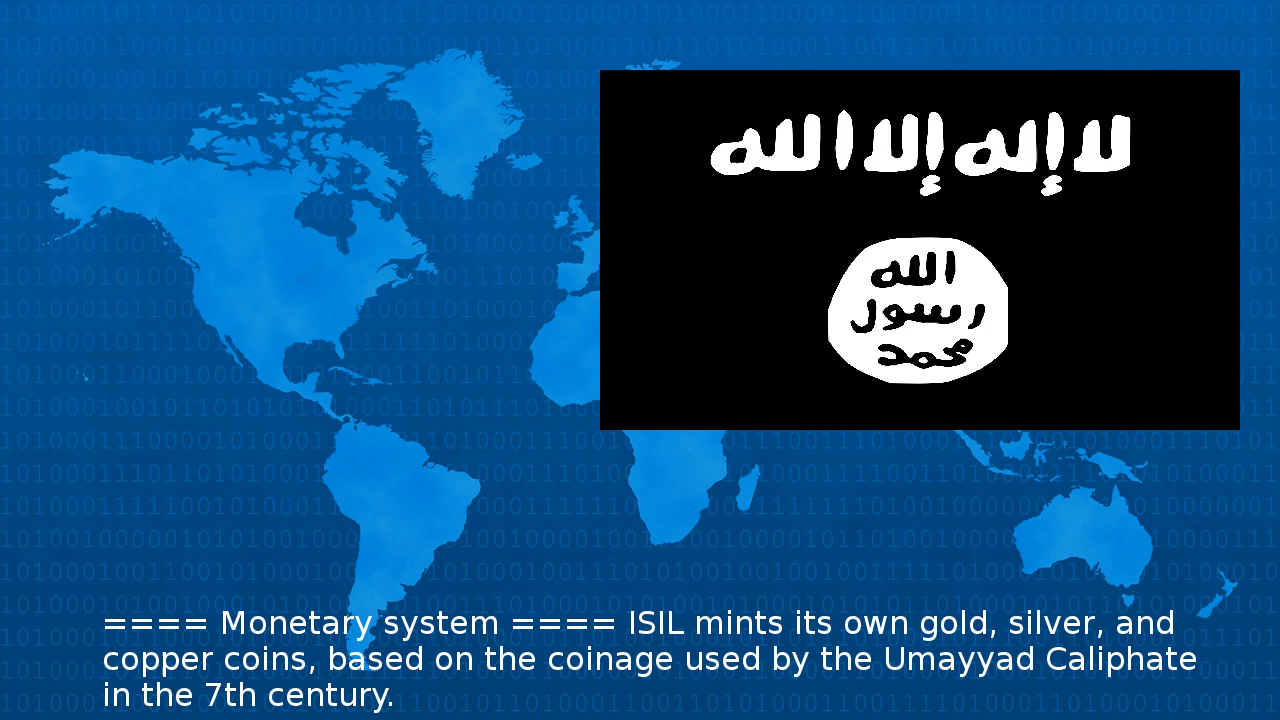 لا إله إلا الله
الله
رسول
محمد
==== Monetary system ==== ISIL mints its own gold, silver, and
copper coins, based on the coinage used by the Umayyad Caliphate
in the 7th century.